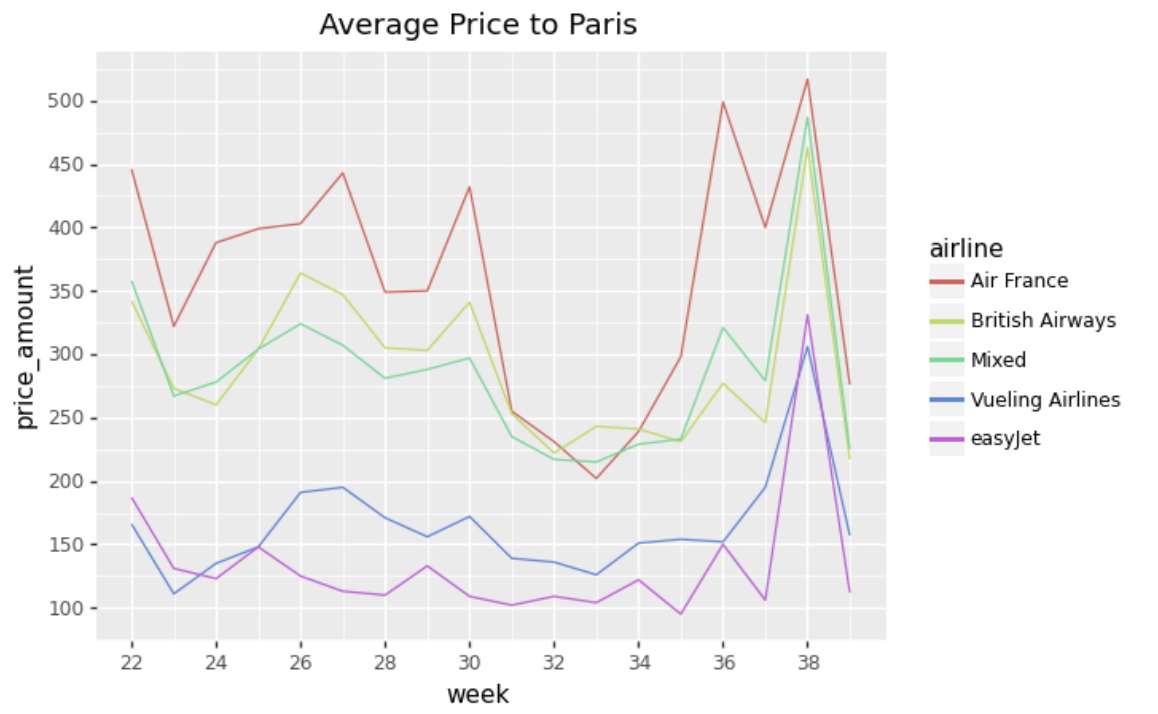 Average Price to Paris
price_amount
500
450
400
350
300
250
200
150
100
22 24 26 28 30 32 34 36 38
week
airline
Air France
British Airways
Mixed
Vueling Airlines
easyJet